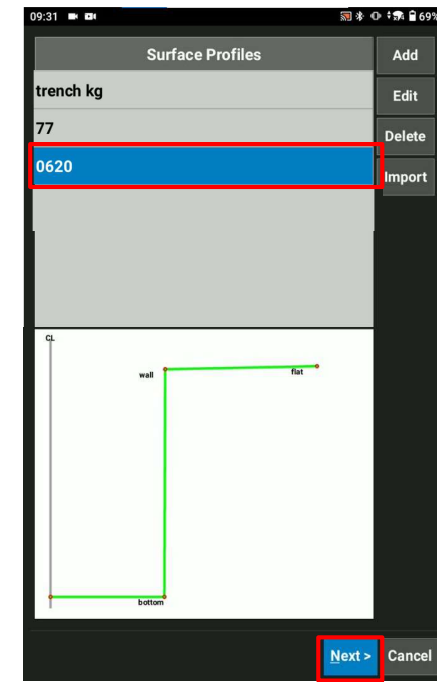 09:31 69%
Surface Profiles
Add
trench kg
Edit
77
Delete
0620
Import
CL
wall
flat
bottom
Next >
Cancel